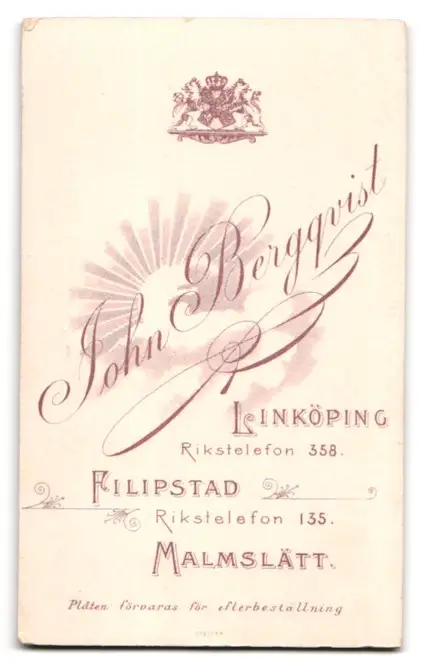 John Bergqvist
LINKÖPING
Rikstelefon 358.
FILIPSTAD
Rikstelefon 135.
MALMSLÄTT.
Plåten förvaras för efterbeställning